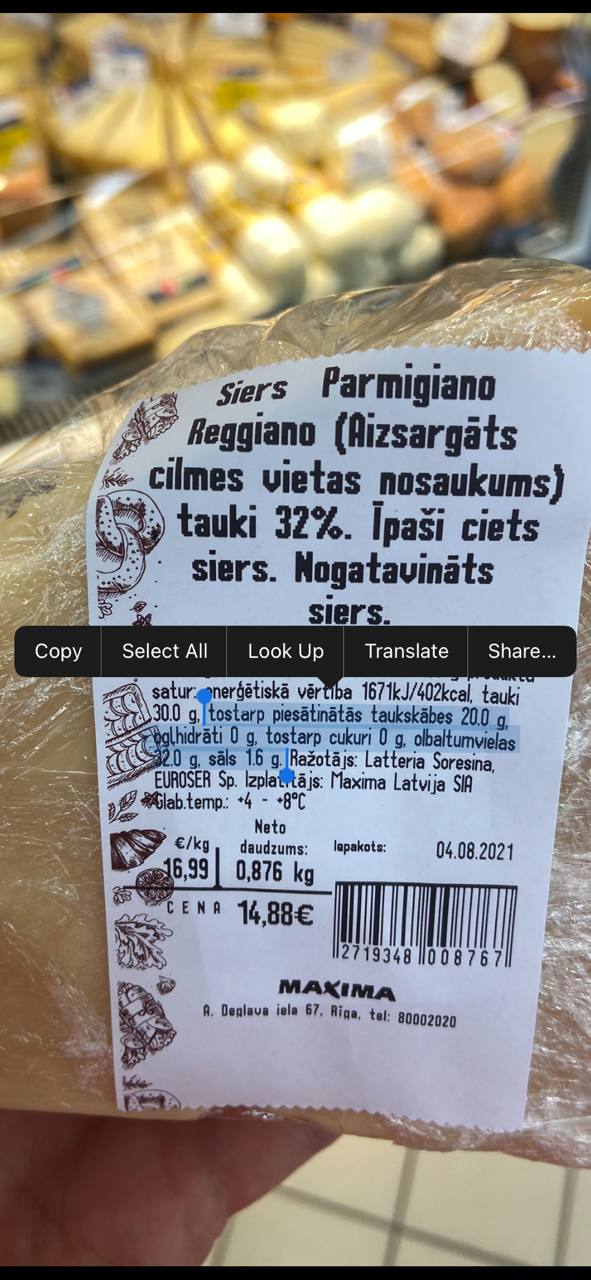 Siers Parmigiano
Reggiano (Aizsargāts
cilmes vietas nosaukums)
tauki 32%. Īpaši ciets
siers. Nogatavināts
siers.
Copy Select All Look Up Translate Share...
satur: enerģētiskā vērtība 1671kJ/402kcal, tauki
30.0 g, tostarp piesātinātās taukskābes 20.0 g,
ogļhidrāti 0 g, tostarp cukuri 0 g, olbaltumvielas
32.0 g, sāls 1.6 g. Ražotājs: Latteria Soresina,
EUROSER Sp. Izplatītājs: Maxima Latvija SIA
Glab.temp.: +4 - +8°C
€/kg
16,99
Neto
daudzums:
0,876 kg
Iepakots: 04.08.2021
CENA 14,88€
2719348 008767
MAXIMA
A. Deglava iela 67, Rīga, tel: 80002020